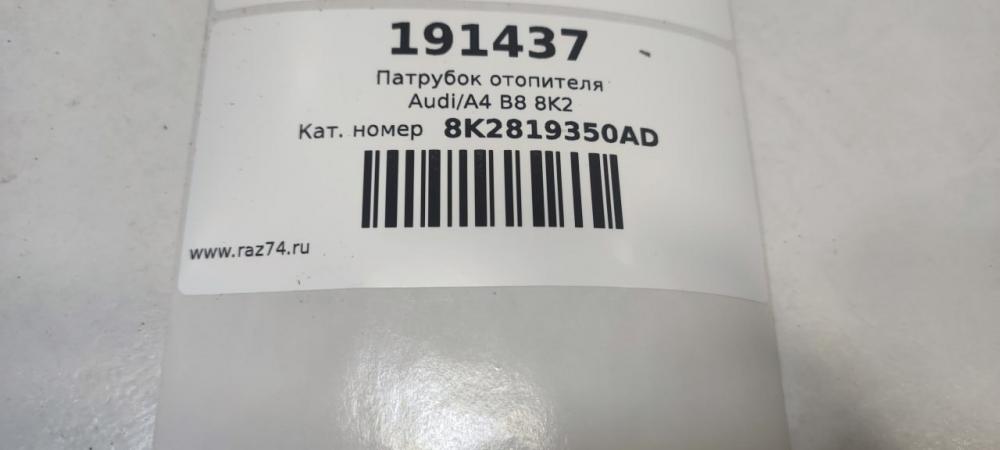 191437
Патрубок отопителя
Audi/A4 B8 8K2
Кат. номер 8K2819350AD
www.raz74.ru